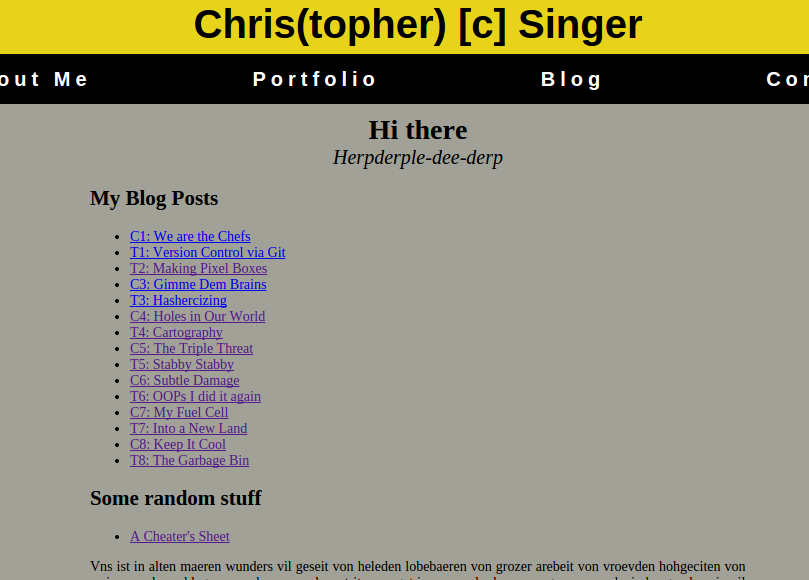 Chris(topher) [c] Singer
out Me Portfolio Blog Con
Hi there
Herpderple-dee-derp
My Blog Posts
C1: We are the Chefs
T1: Version Control via Git
T2: Making Pixel Boxes
C3: Gimme Dem Brains
T3: Hashercizing
C4: Holes in Our World
T4: Cartography
C5: The Triple Threat
T5: Stabby Stabby
C6: Subtle Damage
T6: OOPs I did it again
C7: My Fuel Cell
T7: Into a New Land
C8: Keep It Cool
T8: The Garbage Bin
Some random stuff
A Cheater's Sheet
Vns ist in alten maeren wunders vil geseit von heleden lobebaeren von grozer arebeit von vroevden hohgeciten von